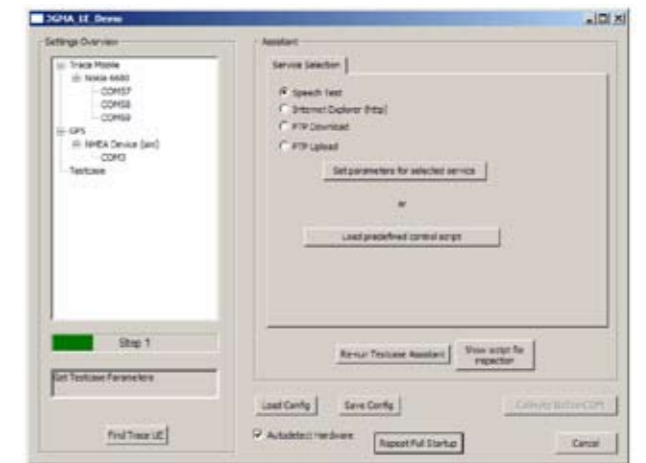 3GMA_UE_Demo
Settings Overview
Trace Mobile
Nokia 6680
COM57
COM58
COM59
GPS
NMEA Device (src)
COM3
Testcase
Step 1
Set Testcase Parameters
Find Trace UE
Assistant
Service Selection
Speech Test
Internet Explorer (http)
FTP Download
FTP Upload
Set parameters for selected service
or
Load predefined control script
Re-run Testcase Assistant
Show script for inspection
Load Config
Save Config
Autodetect Hardware
Repeat Full Startup
Cancel